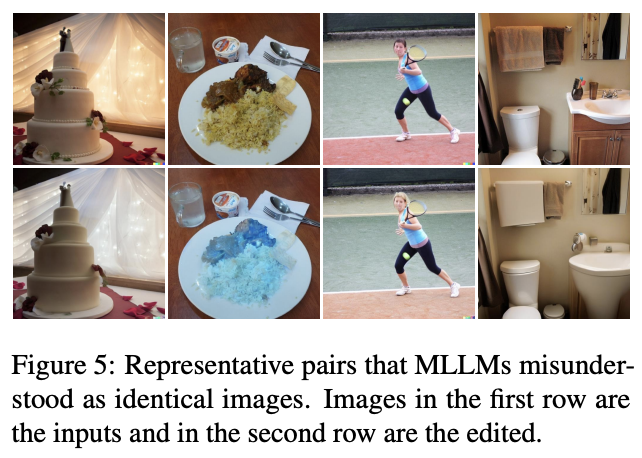 Figure 5: Representative pairs that MLLMs misunder-
stood as identical images. Images in the first row are
the inputs and in the second row are the edited.